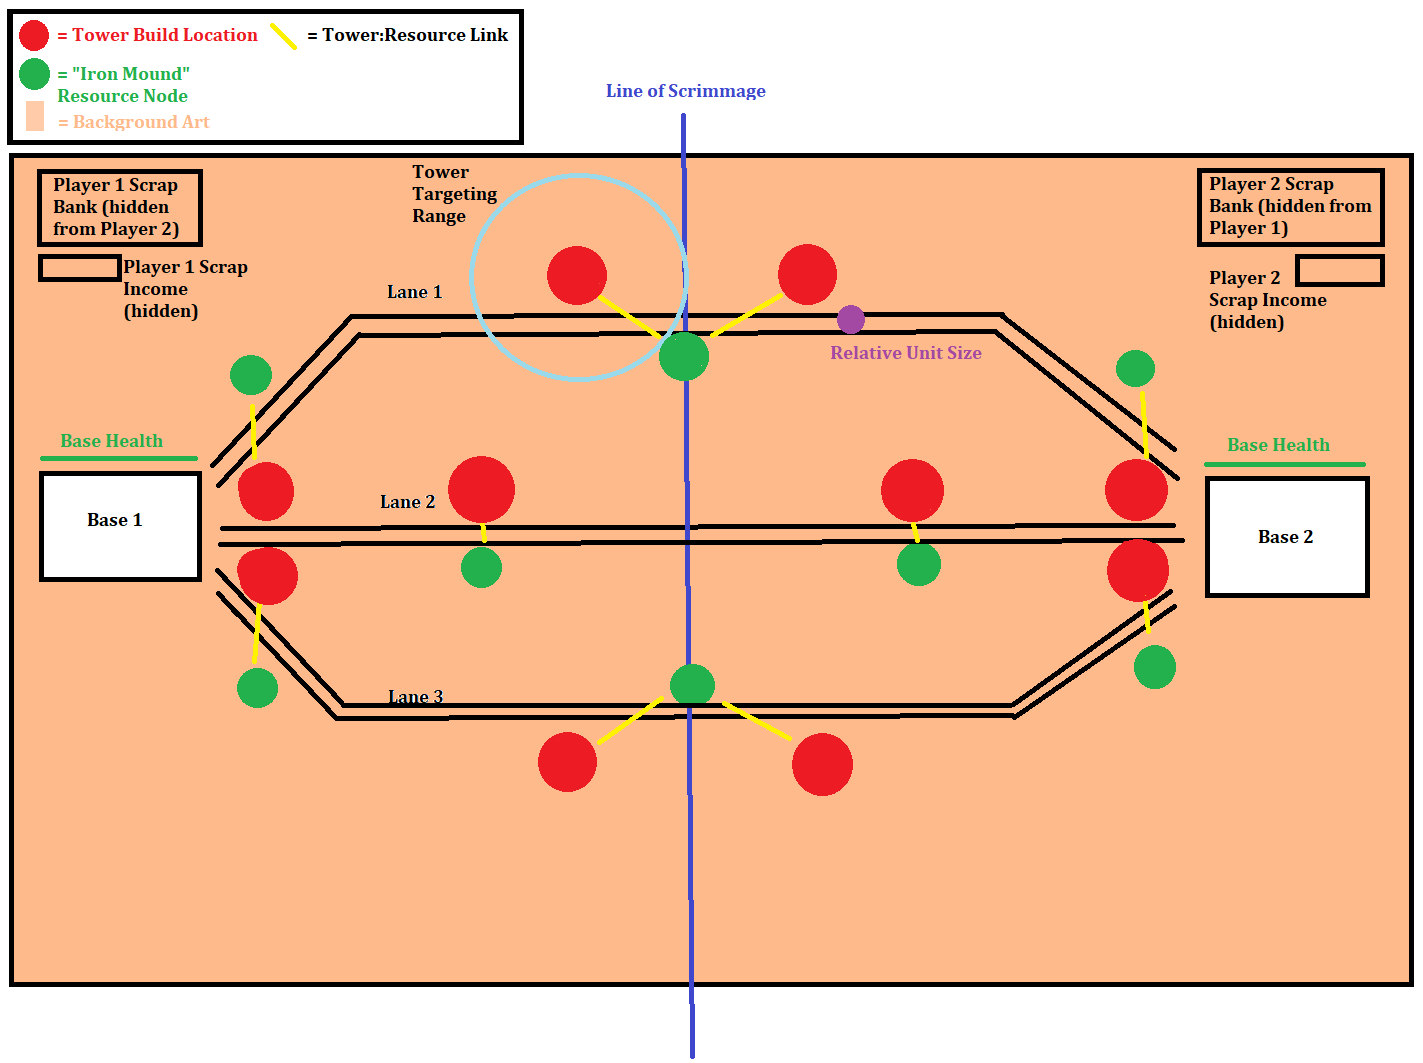 = Tower Build Location
= Tower:Resource Link
= "Iron Mound"
Resource Node
= Background Art
Line of Scrimmage
Player 1 Scrap
Bank (hidden
from Player 2)
Player 1 Scrap
Income
(hidden)
Tower
Targeting
Range
Player 2 Scrap
Bank (hidden from
Player 1)
Player 2
Scrap Income
(hidden)
Lane 1
Relative Unit Size
Base Health
Base 1
Lane 2
Base Health
Base 2
Lane 3